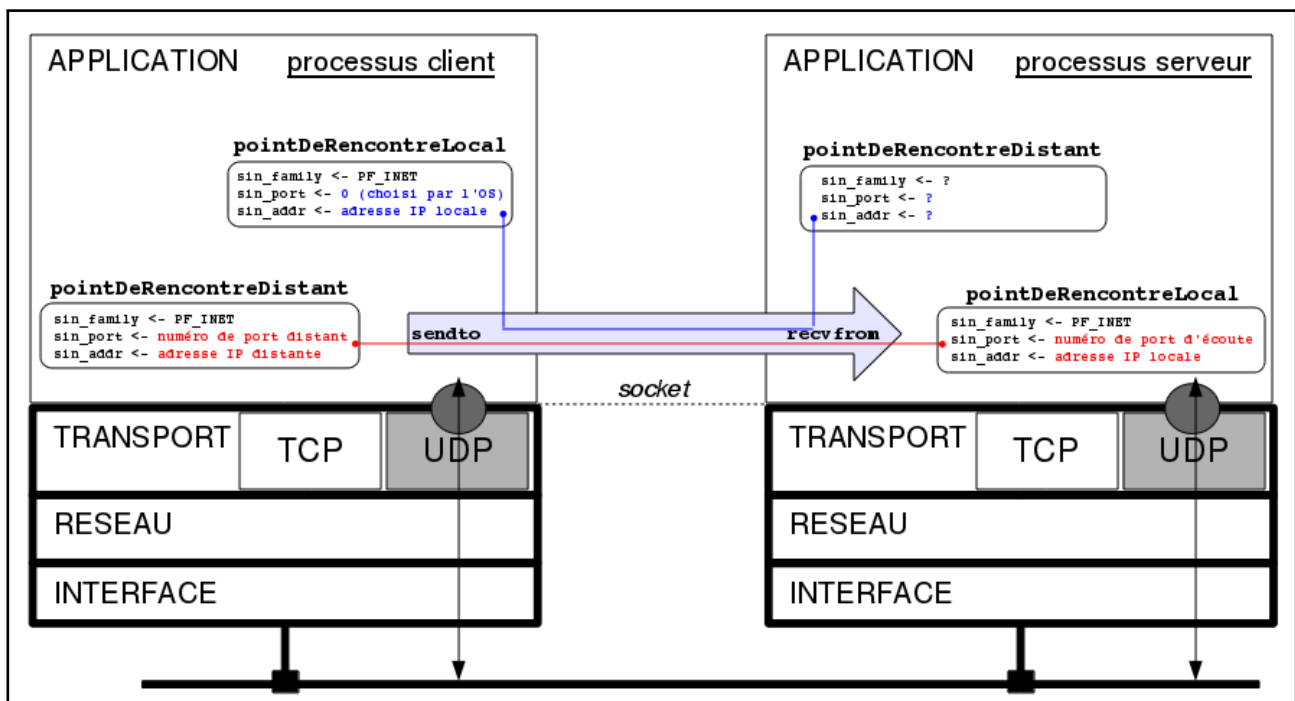 APPLICATION processus client
pointDeRencontreLocal
sin_family <- PF_INET
sin_port <- 0 (choisi par l'OS)
sin_addr <- adresse IP locale
pointDeRencontreDistant
sin_family <- PF_INET
sin_port <- numéro de port distant
sin_addr <- adresse IP distante
sendto
TRANSPORT
TCP
UDP
RESEAU
INTERFACE
socket
APPLICATION processus serveur
pointDeRencontreDistant
sin_family <- ?
sin_port <- ?
sin_addr <- ?
pointDeRencontreLocal
sin_family <- PF_INET
sin_port <- numéro de port d'écoute
sin_addr <- adresse IP locale
recvfrom
TRANSPORT
TCP
UDP
RESEAU
INTERFACE